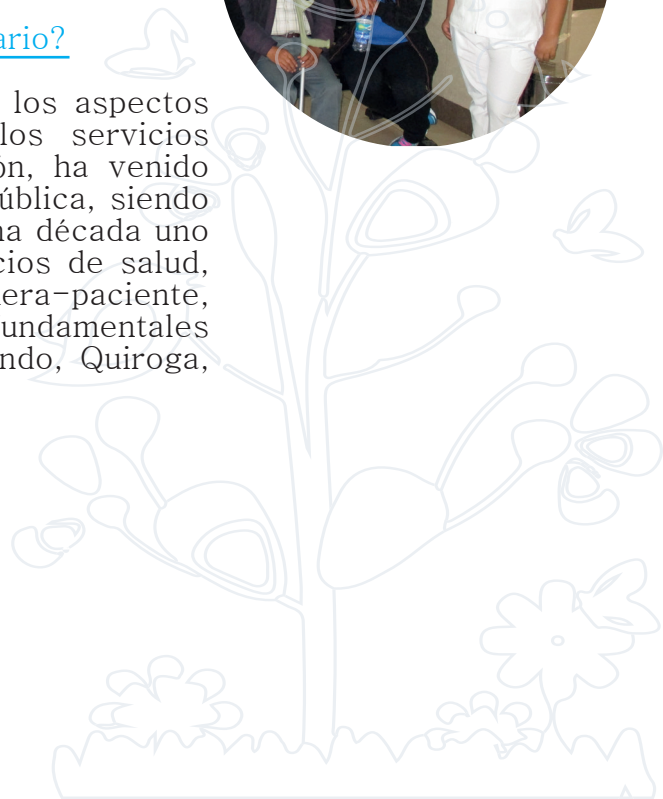 ario?
los aspectos
los servicios
ón, ha venido
ública, siendo
na década uno
cios de salud,
era-paciente,
undamentales
ndo, Quiroga,